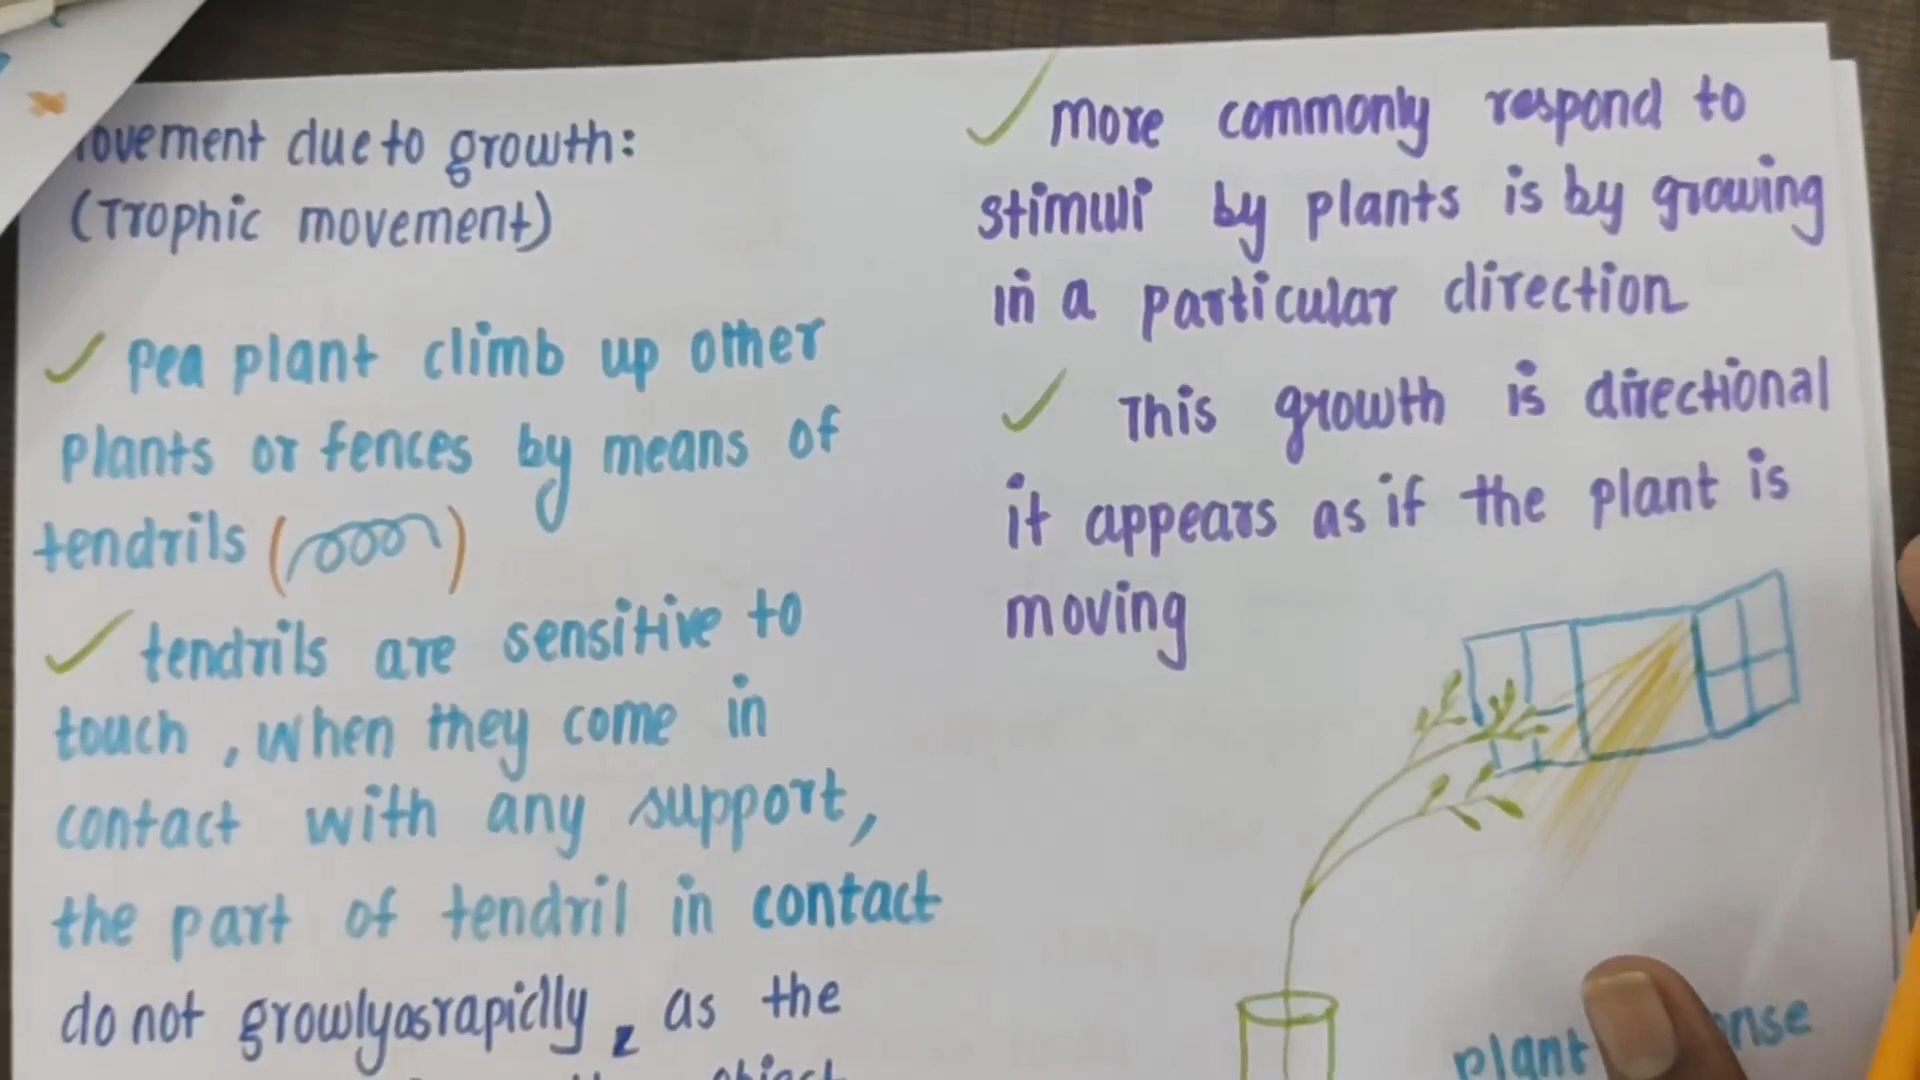 ovement due to growth:
(Trophic movement)
Pea plant climb up other
plants or fences by means of
tendrils ( )
tendrils are sensitive to
touch, when they come in
contact with any support,
the part of tendril in contact
do not growlyasrapidly, as the
object
More commonly respond to
stimuli by plants is by growing
in a particular direction
This growth is directional
it appears as if the plant is
moving
plant onse